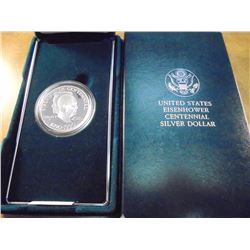 UNITED STATES
EISENHOWER
CENTENNIAL
SILVER DOLLAR